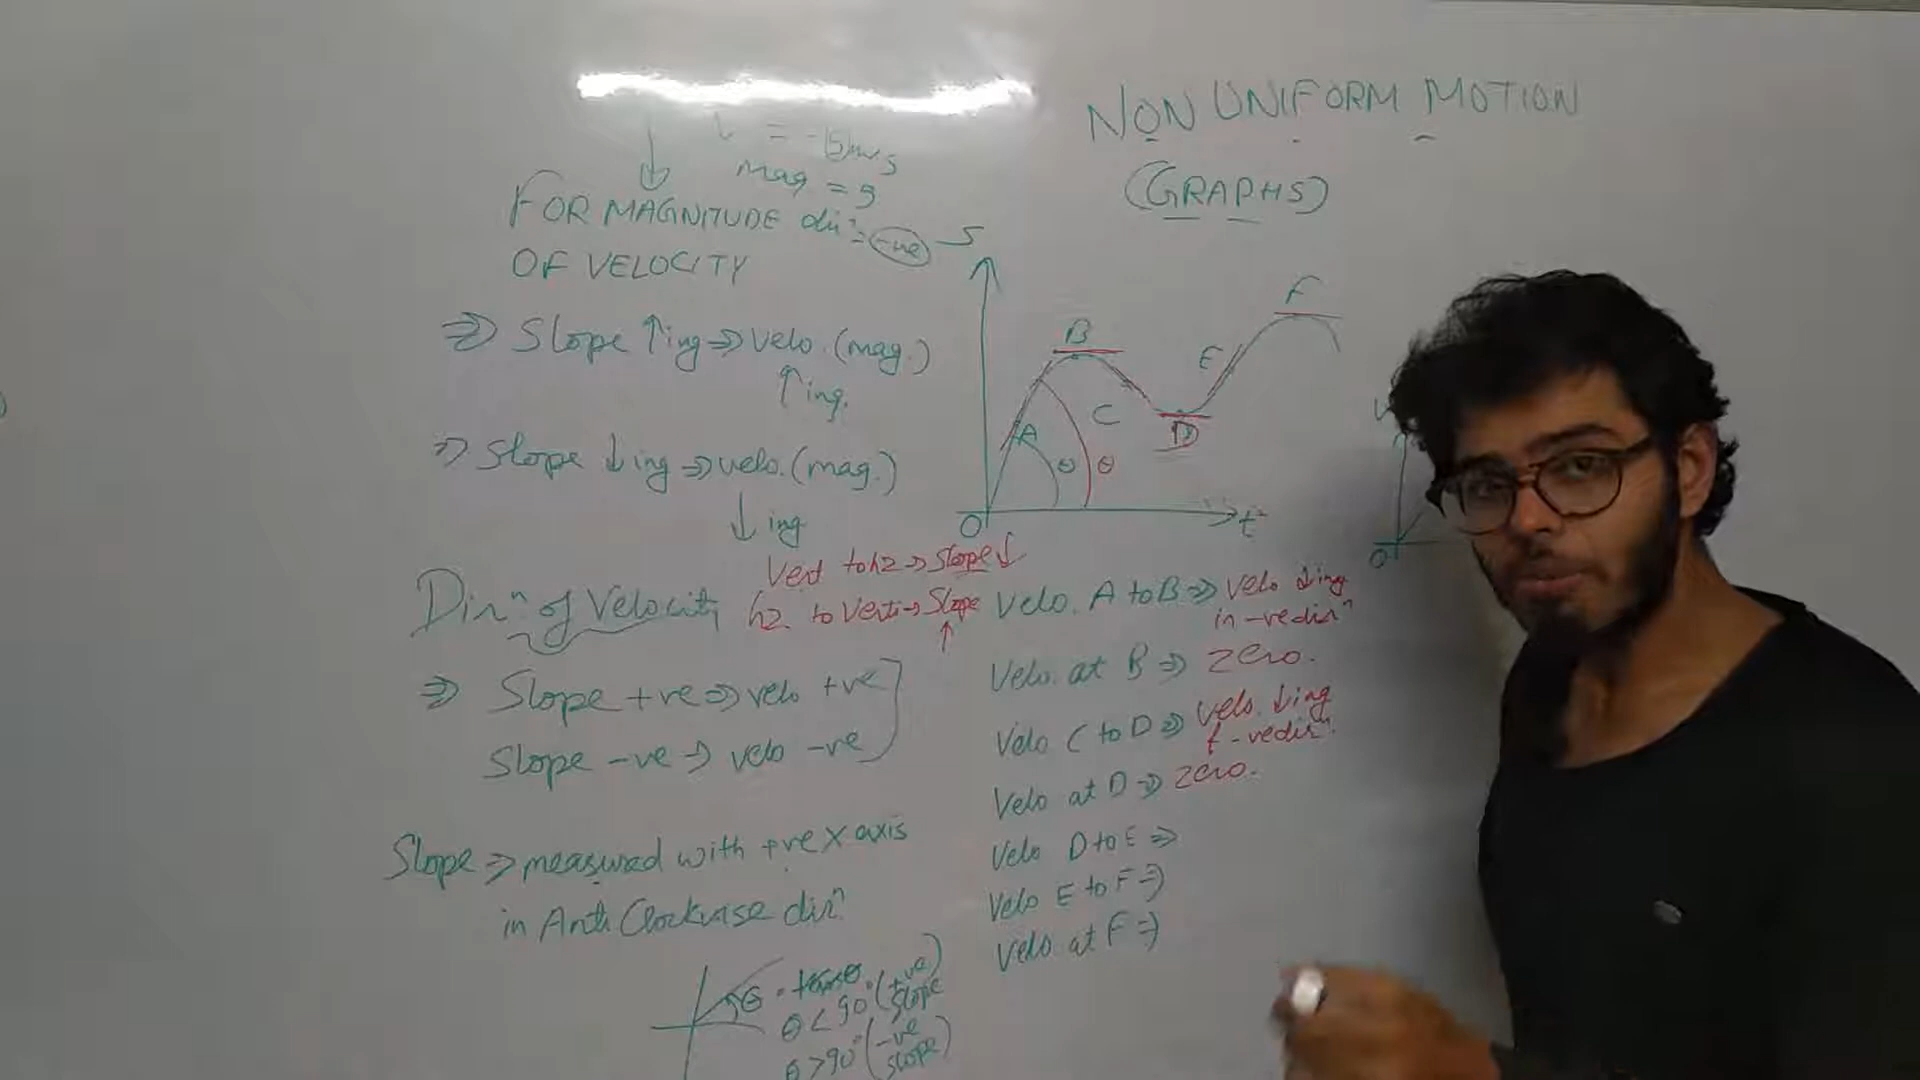 NON UNIFORM MOTION
(GRAPHS)
Mag = 5
FOR MAGNITUDE dirⁿ = -ve
OF VELOCITY
⇒ Slope ↑ing ⇒ velo. (mag.)
↑ing.
⇒ Slope ↓ing ⇒ velo. (mag.)
↓ing
S
B
F
E
A
C
D
θ θ
O
t
O
Vert to hz ⇒ Slope ↓
Dirⁿ of Velocity
hz to Vert → Slope ↑
⇒ Slope +ve ⇒ velo +ve
Slope -ve ⇒ velo -ve
Slope ⇒ measured with +ve X axis
in Anti Clockwise dirⁿ
θ
θ < 90° (+ve slope)
θ > 90° (-ve slope)
Velo. A to B ⇒ Velo ↓ing
in -ve dirⁿ
Velo. at B ⇒ zero.
Velo C to D ⇒ velo. ↓ing
-ve dirⁿ.
Velo at D ⇒ zero.
Velo D to E ⇒
Velo E to F ⇒
Velo. at F ⇒